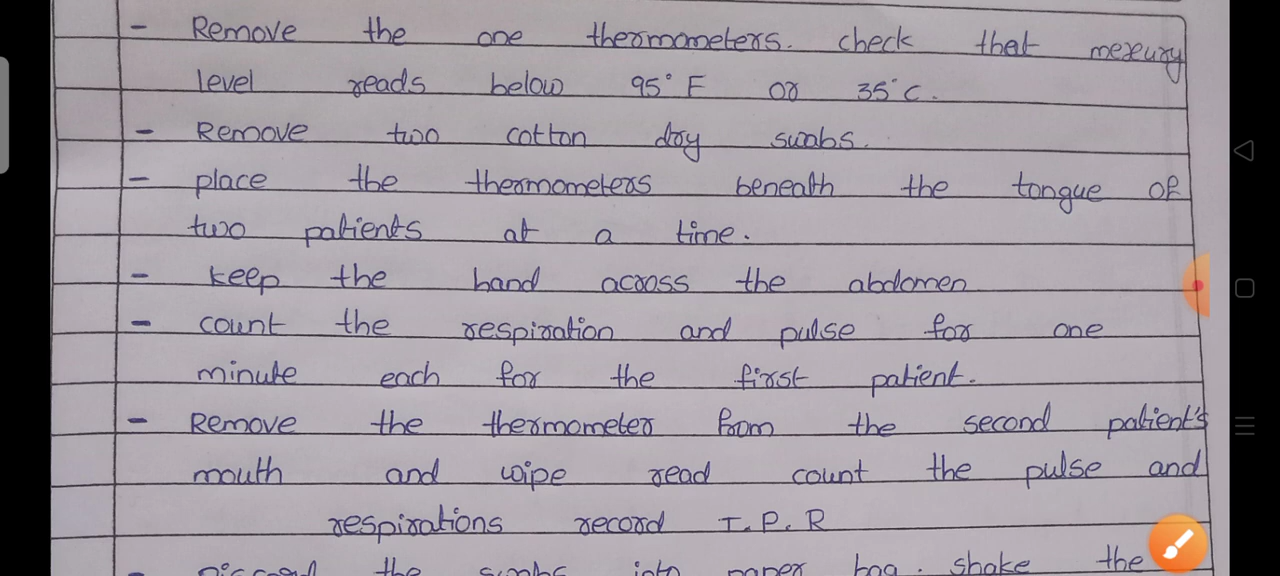 - Remove the one thermometers. check that mercury
level reads below 95°F or 35°C.
- Remove two cotton dry swabs.
- place the thermometers beneath the tongue of
two patients at a time.
- keep the hand across the abdomen
- count the respiration and pulse for one
minute each for the first patient.
- Remove the thermometer from the second patient's
mouth and wipe read count the pulse and
respirations record T.P.R
- Discard the swabs into paper bag. shake the